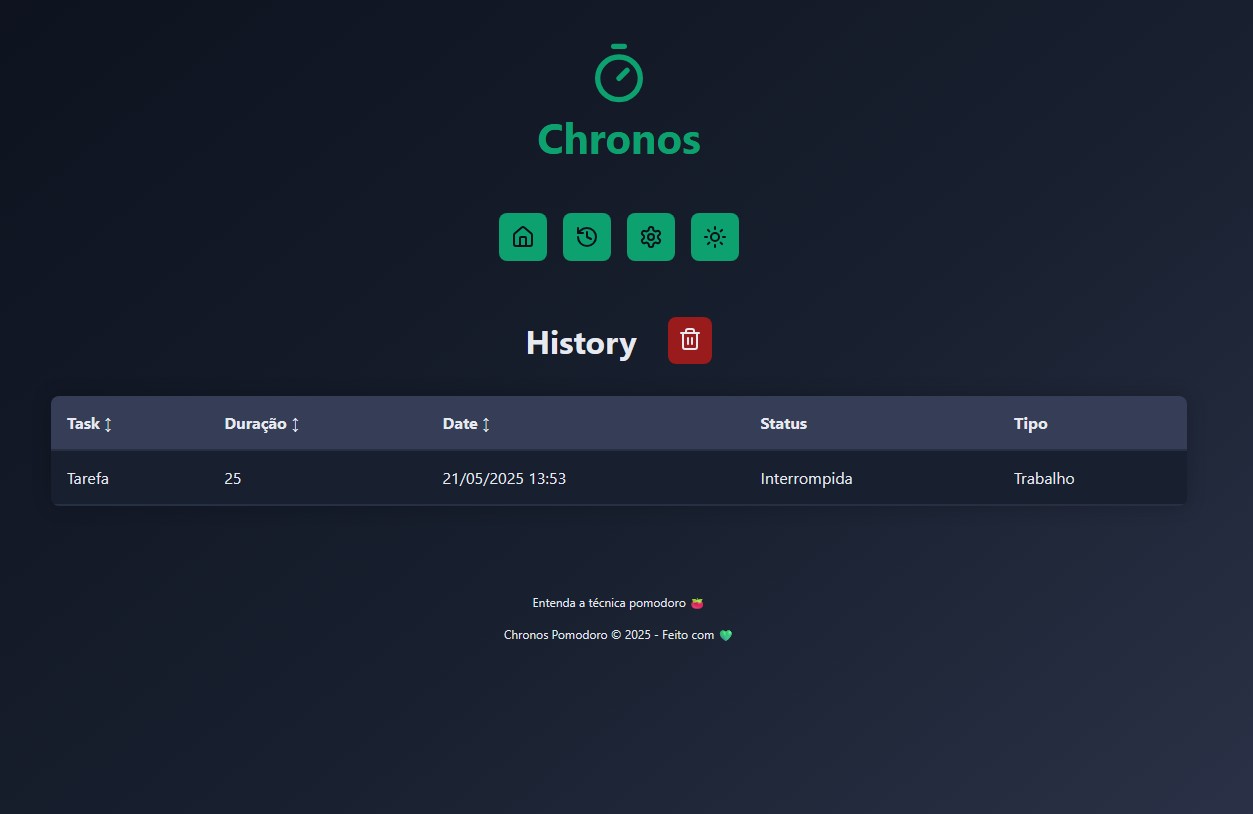 Chronos
History
Task ↕ Duração ↕ Date ↕ Status Tipo
Tarefa 25 21/05/2025 13:53 Interrompida Trabalho
Entenda a técnica pomodoro 🍅
Chronos Pomodoro © 2025 - Feito com 💚